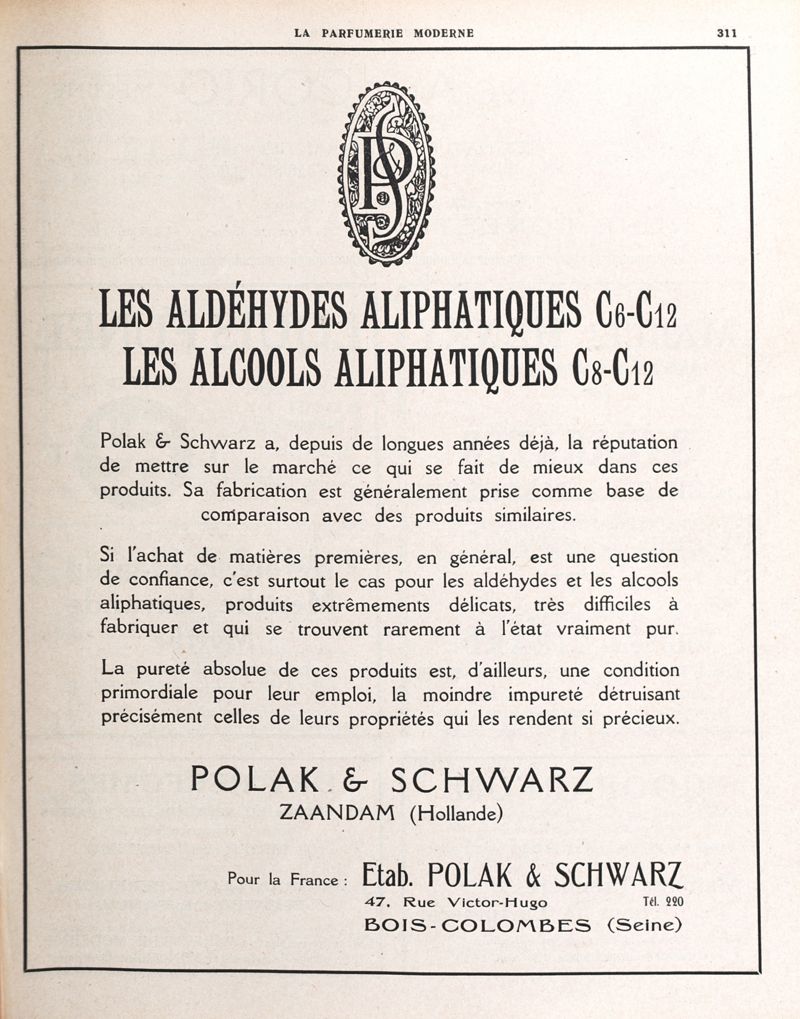 LA PARFUMERIE MODERNE 311
P & S
LES ALDÉHYDES ALIPHATIQUES C6-C12
LES ALCOOLS ALIPHATIQUES C8-C12
Polak & Schwarz a, depuis de longues années déjà, la réputation
de mettre sur le marché ce qui se fait de mieux dans ces
produits. Sa fabrication est généralement prise comme base de
comparaison avec des produits similaires.
Si l'achat de matières premières, en général, est une question
de confiance, c'est surtout le cas pour les aldéhydes et les alcools
aliphatiques, produits extrêmements délicats, très difficiles à
fabriquer et qui se trouvent rarement à l'état vraiment pur.
La pureté absolue de ces produits est, d'ailleurs, une condition
primordiale pour leur emploi, la moindre impureté détruisant
précisément celles de leurs propriétés qui les rendent si précieux.
POLAK & SCHWARZ
ZAANDAM (Hollande)
Pour la France : Etab. POLAK & SCHWARZ
47, Rue Victor-Hugo Tél. 220
BOIS-COLOMBES (Seine)